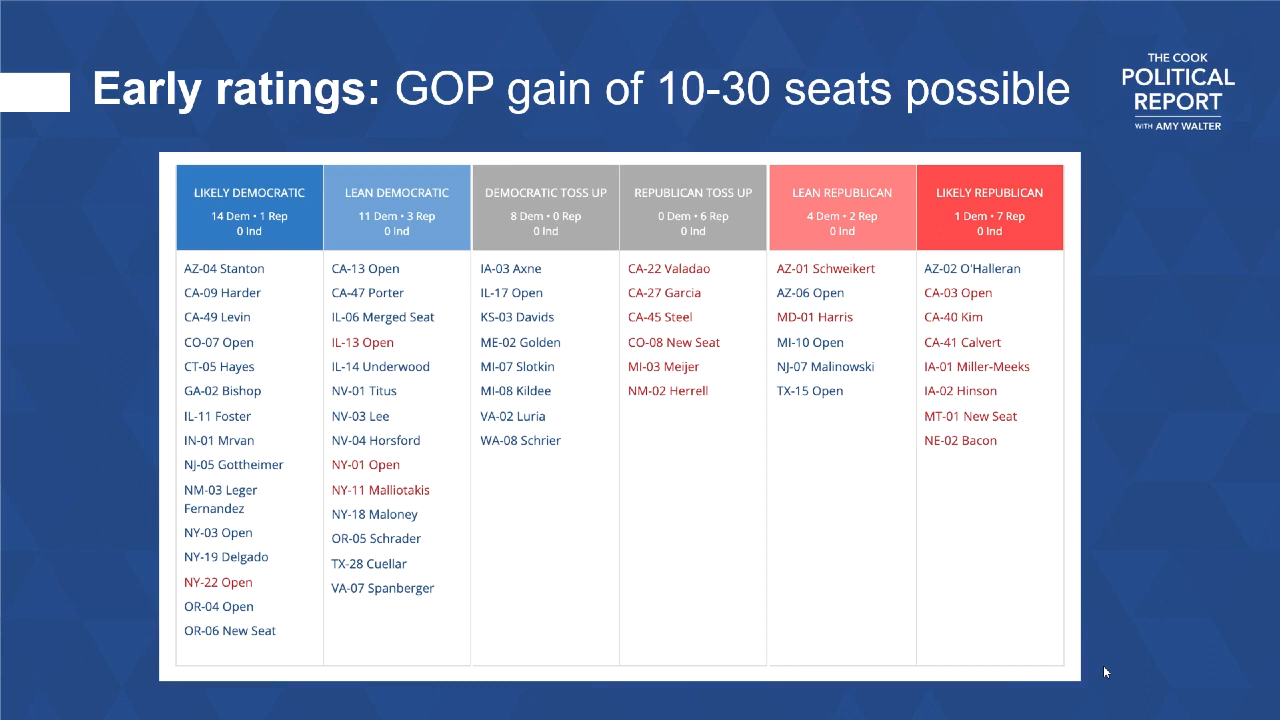 Early ratings: GOP gain of 10-30 seats possible
THE COOK
POLITICAL
REPORT
WITH AMY WALTER
LIKELY DEMOCRATIC
14 Dem • 1 Rep
0 Ind
AZ-04 Stanton
CA-09 Harder
CA-49 Levin
CO-07 Open
CT-05 Hayes
GA-02 Bishop
IL-11 Foster
IN-01 Mrvan
NJ-05 Gottheimer
NM-03 Leger
Fernandez
NY-03 Open
NY-19 Delgado
NY-22 Open
OR-04 Open
OR-06 New Seat
LEAN DEMOCRATIC
11 Dem • 3 Rep
0 Ind
CA-13 Open
CA-47 Porter
IL-06 Merged Seat
IL-13 Open
IL-14 Underwood
NV-01 Titus
NV-03 Lee
NV-04 Horsford
NY-01 Open
NY-11 Malliotakis
NY-18 Maloney
OR-05 Schrader
TX-28 Cuellar
VA-07 Spanberger
DEMOCRATIC TOSS UP
8 Dem • 0 Rep
0 Ind
IA-03 Axne
IL-17 Open
KS-03 Davids
ME-02 Golden
MI-07 Slotkin
MI-08 Kildee
VA-02 Luria
WA-08 Schrier
REPUBLICAN TOSS UP
0 Dem • 6 Rep
0 Ind
CA-22 Valadao
CA-27 Garcia
CA-45 Steel
CO-08 New Seat
MI-03 Meijer
NM-02 Herrell
LEAN REPUBLICAN
4 Dem • 2 Rep
0 Ind
AZ-01 Schweikert
AZ-06 Open
MD-01 Harris
MI-10 Open
NJ-07 Malinowski
TX-15 Open
LIKELY REPUBLICAN
1 Dem • 7 Rep
0 Ind
AZ-02 O'Halleran
CA-03 Open
CA-40 Kim
CA-41 Calvert
IA-01 Miller-Meeks
IA-02 Hinson
MT-01 New Seat
NE-02 Bacon